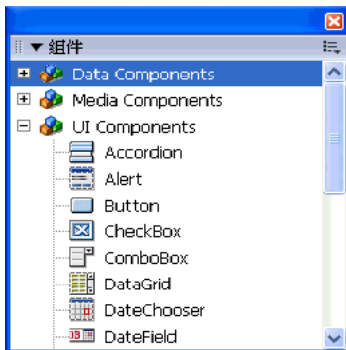 组件
Data Components
Media Components
UI Components
Accordion
Alert
Button
CheckBox
ComboBox
DataGrid
DateChooser
DateField